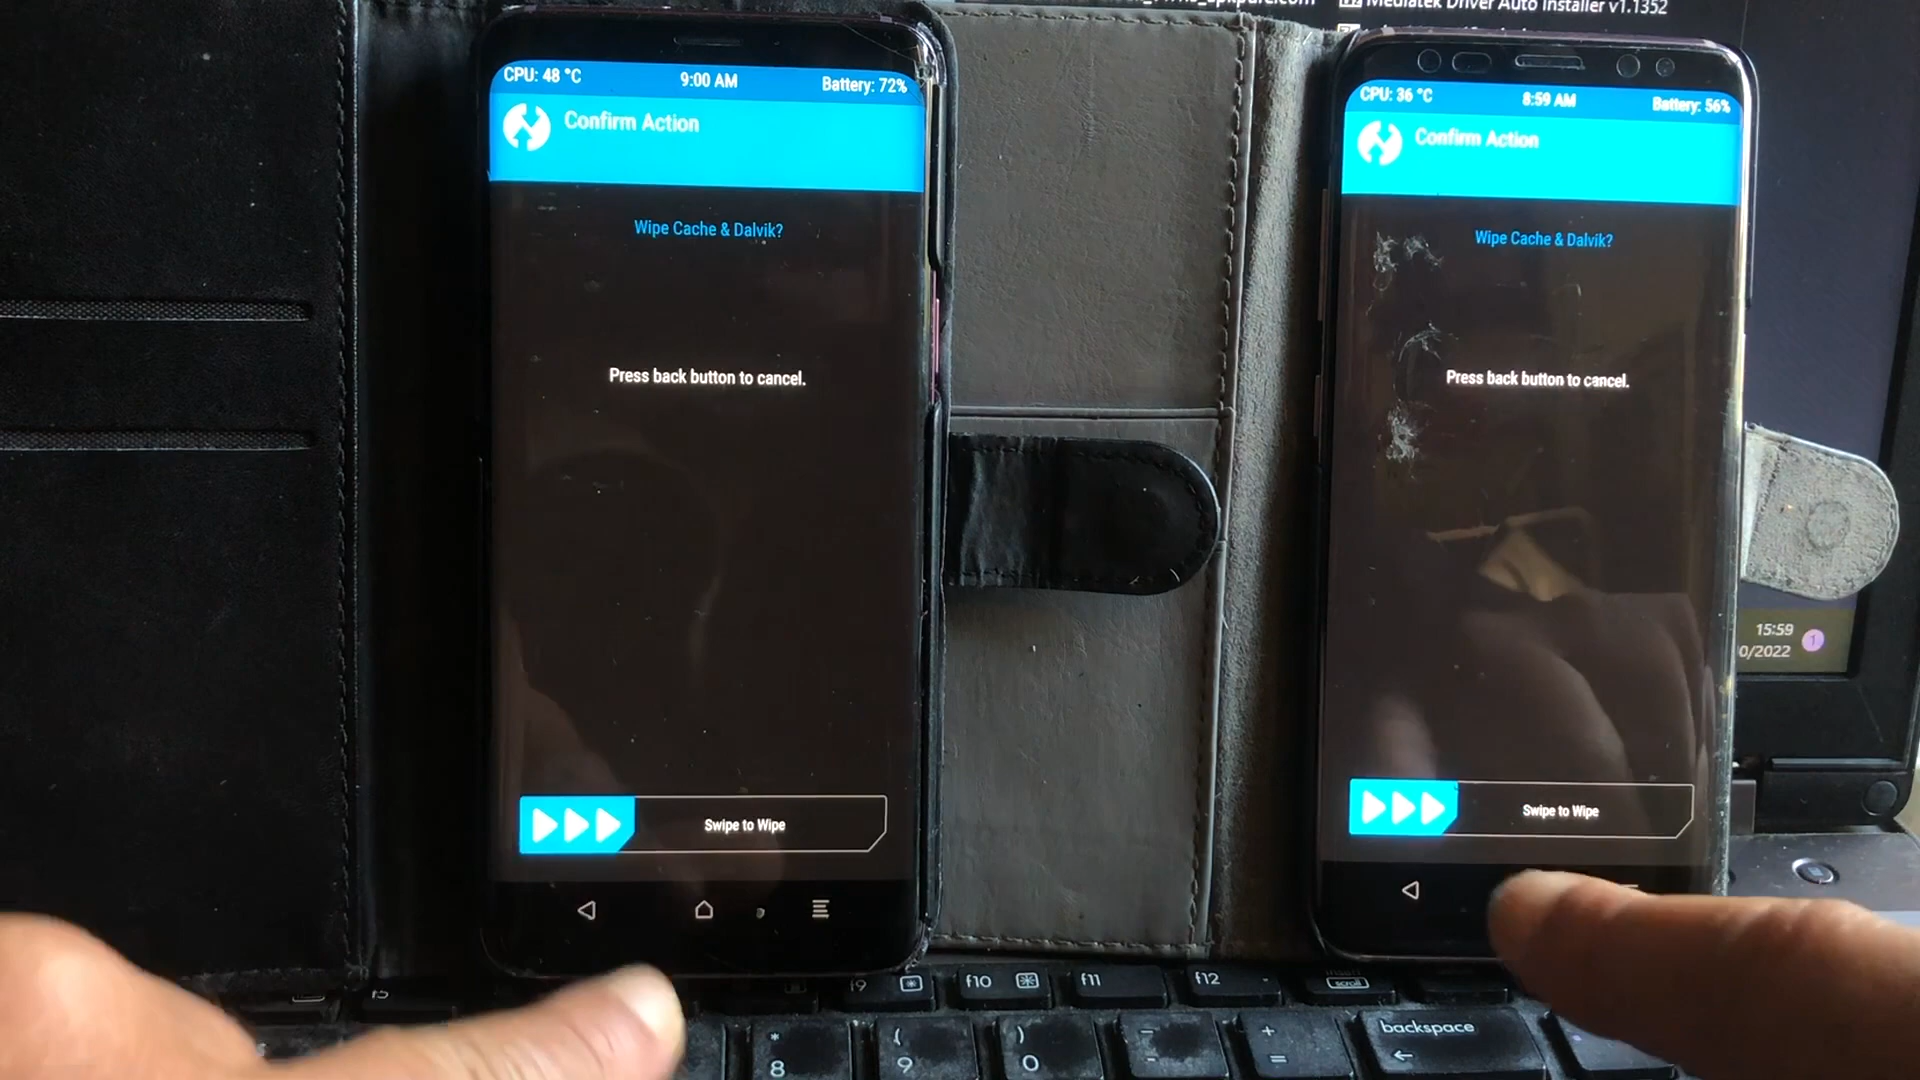 Mediatek Driver Auto Installer v1.1352
CPU: 48 °C
9:00 AM
Battery: 72%
Confirm Action
Wipe Cache & Dalvik?
Press back button to cancel.
Swipe to Wipe
CPU: 36 °C
8:59 AM
Battery: 56%
Confirm Action
Wipe Cache & Dalvik?
Press back button to cancel.
Swipe to Wipe
15:59
0/2022
1
f9
f10
f11
f12
scroll
*
8
(
9
)
0
-
+
=
backspace